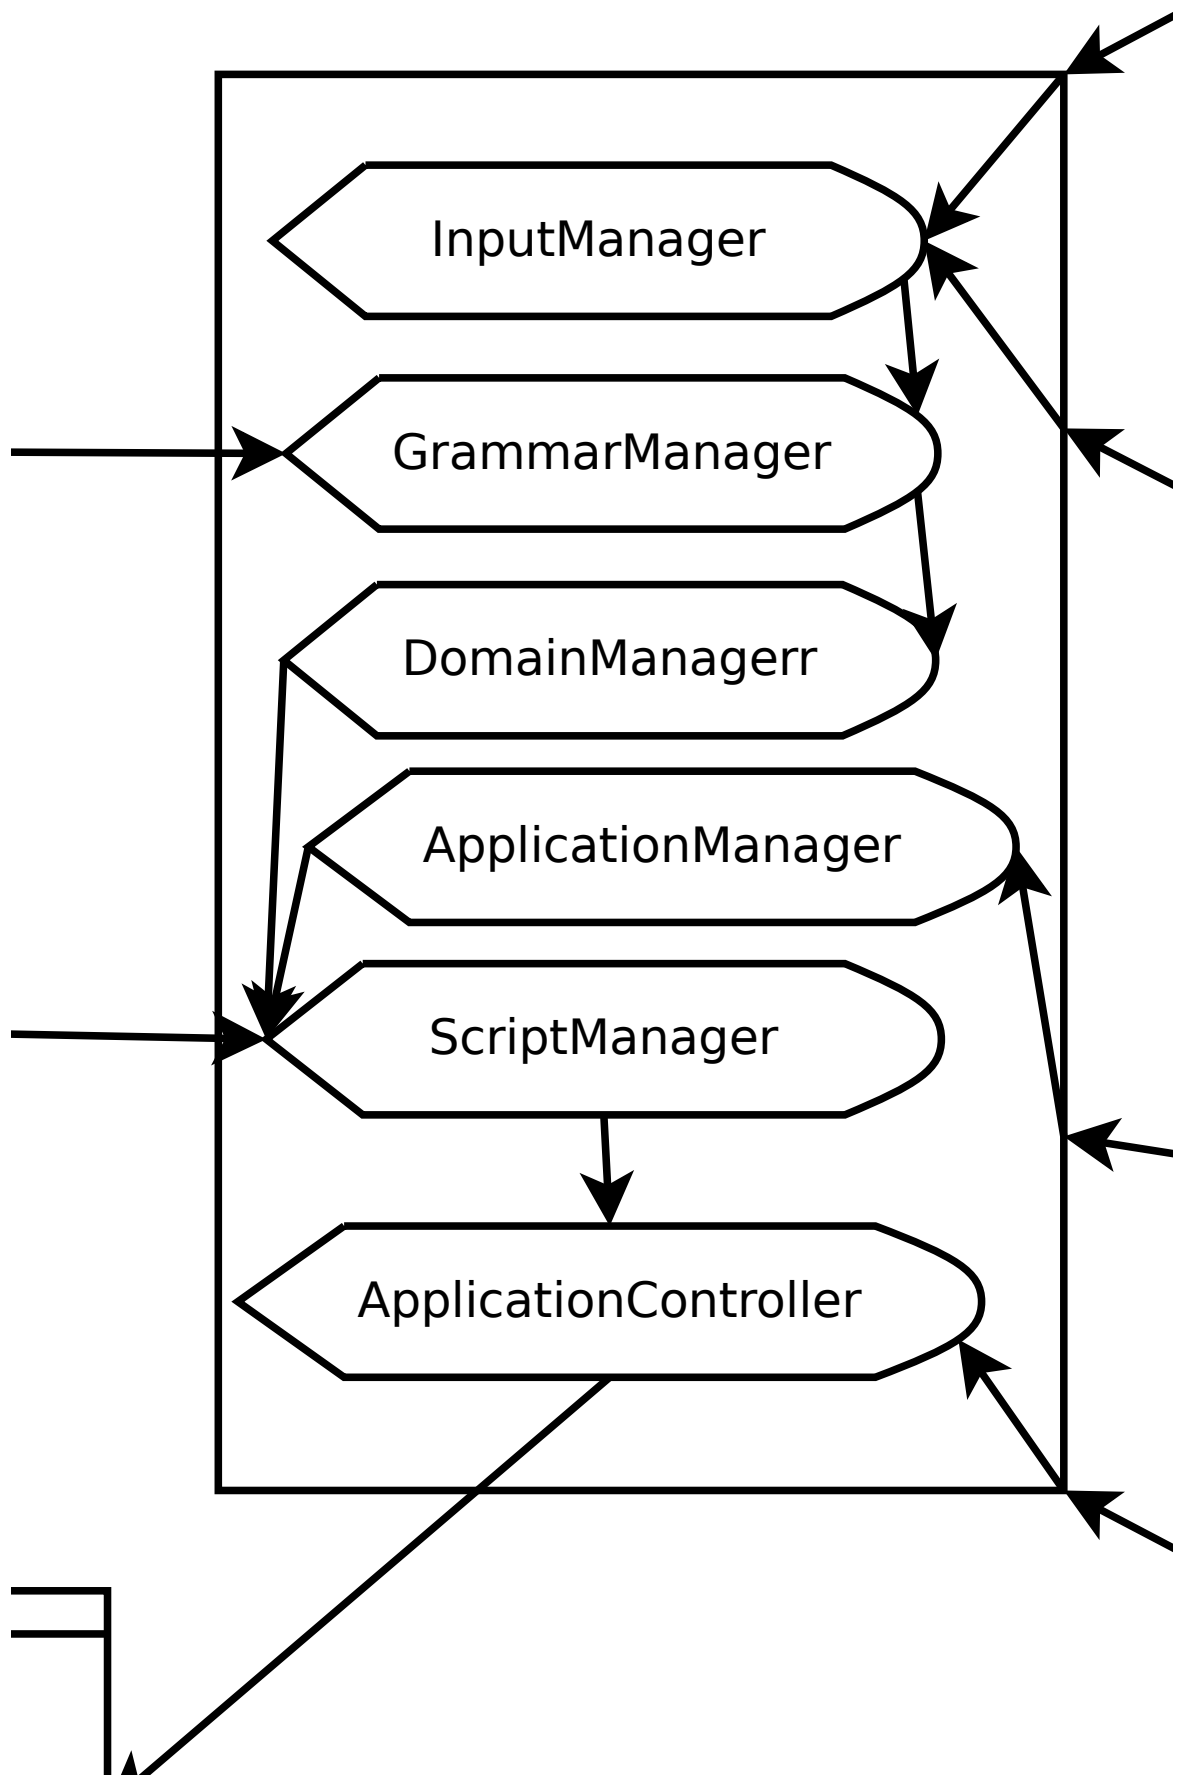 InputManager
GrammarManager
DomainManagerr
ApplicationManager
ScriptManager
ApplicationController